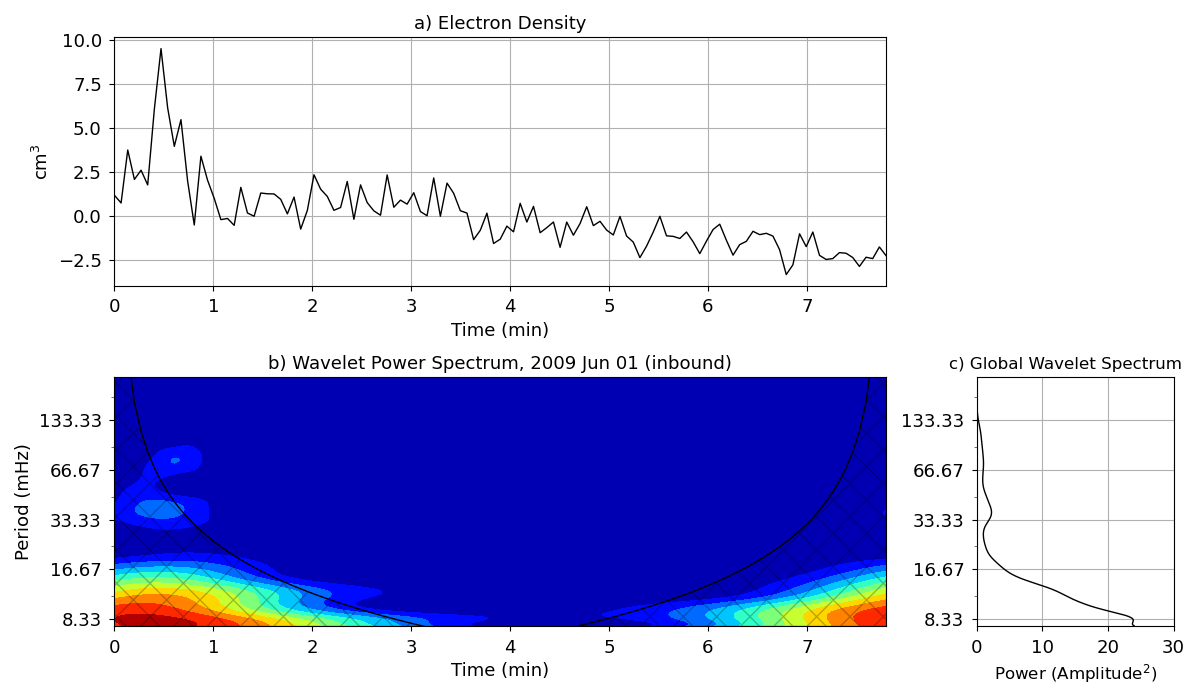 a) Electron Density
10.0
7.5
5.0
2.5
0.0
−2.5
cm³
0 1 2 3 4 5 6 7
Time (min)
b) Wavelet Power Spectrum, 2009 Jun 01 (inbound)
133.33
66.67
33.33
16.67
8.33
Period (mHz)
0 1 2 3 4 5 6 7
Time (min)
c) Global Wavelet Spectrum
133.33
66.67
33.33
16.67
8.33
0 10 20 30
Power (Amplitude²)